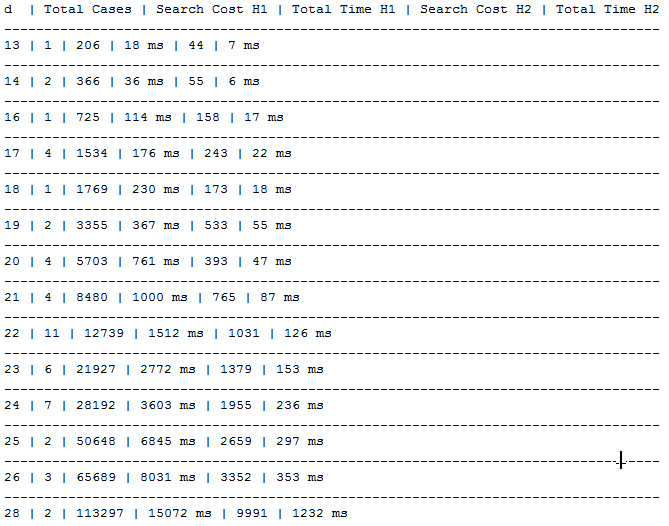 d | Total Cases | Search Cost H1 | Total Time H1 | Search Cost H2 | Total Time H2
13 | 1 | 206 | 18 ms | 44 | 7 ms
14 | 2 | 366 | 36 ms | 55 | 6 ms
16 | 1 | 725 | 114 ms | 158 | 17 ms
17 | 4 | 1534 | 176 ms | 243 | 22 ms
18 | 1 | 1769 | 230 ms | 173 | 18 ms
19 | 2 | 3355 | 367 ms | 533 | 55 ms
20 | 4 | 5703 | 761 ms | 393 | 47 ms
21 | 4 | 8480 | 1000 ms | 765 | 87 ms
22 | 11 | 12739 | 1512 ms | 1031 | 126 ms
23 | 6 | 21927 | 2772 ms | 1379 | 153 ms
24 | 7 | 28192 | 3603 ms | 1955 | 236 ms
25 | 2 | 50648 | 6845 ms | 2659 | 297 ms
26 | 3 | 65689 | 8031 ms | 3352 | 353 ms
28 | 2 | 113297 | 15072 ms | 9991 | 1232 ms